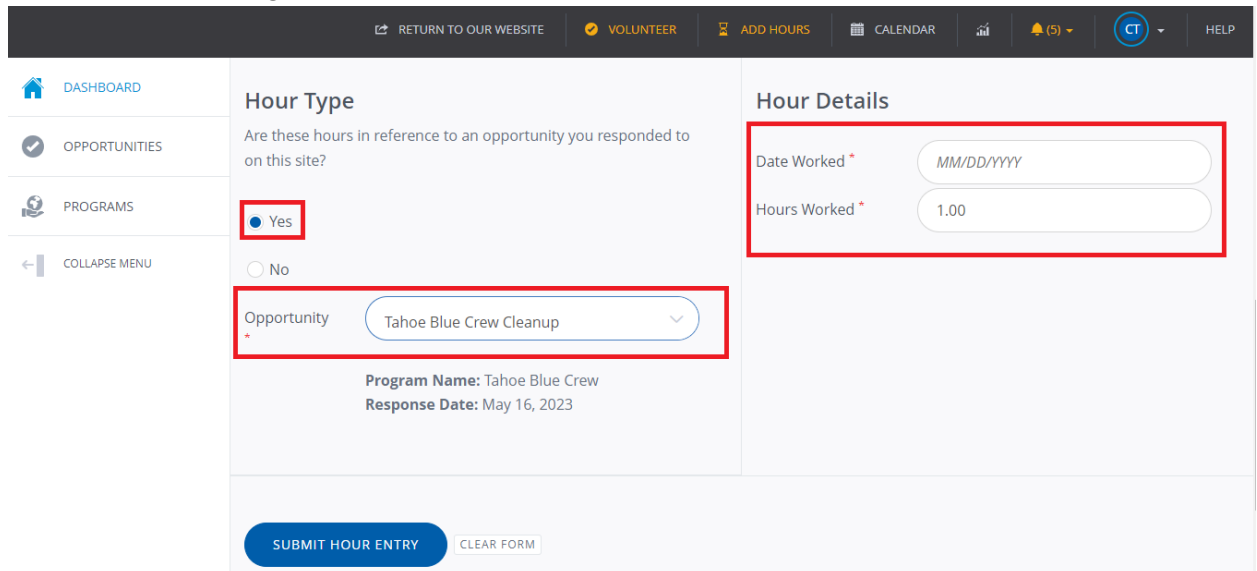 RETURN TO OUR WEBSITE VOLUNTEER ADD HOURS CALENDAR (5) CT HELP
DASHBOARD
OPPORTUNITIES
PROGRAMS
COLLAPSE MENU
Hour Type
Are these hours in reference to an opportunity you responded to
on this site?
Yes
No
Opportunity
*
Tahoe Blue Crew Cleanup
Program Name: Tahoe Blue Crew
Response Date: May 16, 2023
Hour Details
Date Worked * MM/DD/YYYY
Hours Worked * 1.00
SUBMIT HOUR ENTRY CLEAR FORM